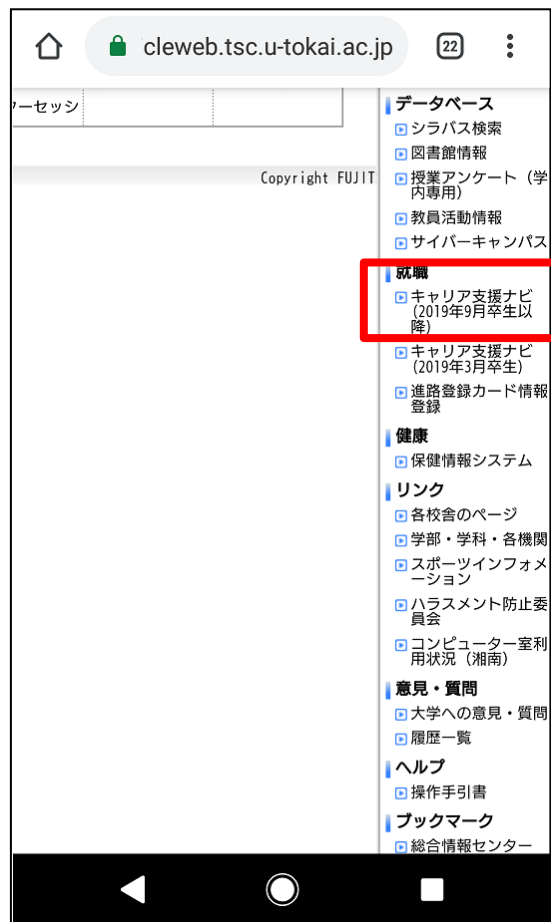 cleweb.tsc.u-tokai.ac.jp
22
ーセッシ
Copyright FUJIT
データベース
シラバス検索
図書館情報
授業アンケート（学
内専用）
教員活動情報
サイバーキャンパス
就職
キャリア支援ナビ
(2019年9月卒生以
降)
キャリア支援ナビ
(2019年3月卒生)
進路登録カード情報
登録
健康
保健情報システム
リンク
各校舎のページ
学部・学科・各機関
スポーツインフォメ
ーション
ハラスメント防止委
員会
コンピューター室利
用状況（湘南）
意見・質問
大学への意見・質問
履歴一覧
ヘルプ
操作手引書
ブックマーク
総合情報センター